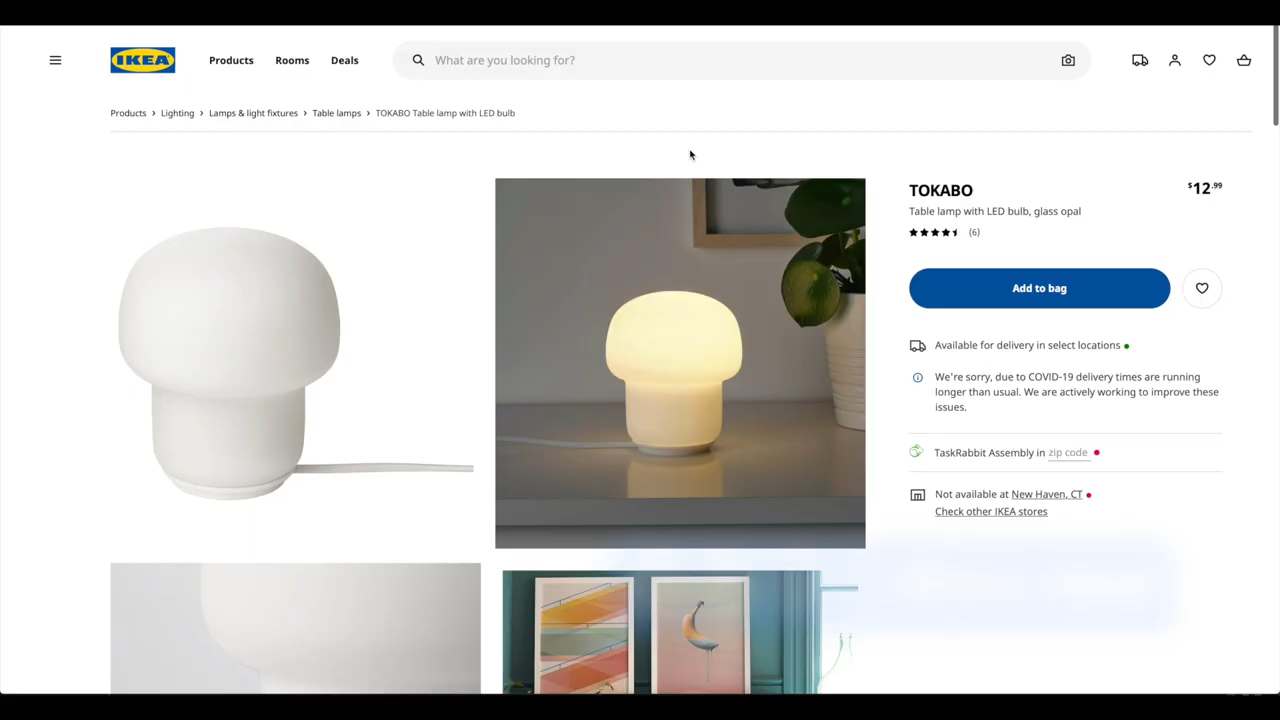 IKEA
Products
Rooms
Deals
What are you looking for?
Products › Lighting › Lamps & light fixtures › Table lamps › TOKABO Table lamp with LED bulb
TOKABO
$12.99
Table lamp with LED bulb, glass opal
(6)
Add to bag
Available for delivery in select locations
We're sorry, due to COVID-19 delivery times are running
longer than usual. We are actively working to improve these
issues.
TaskRabbit Assembly in zip code
Not available at New Haven, CT
Check other IKEA stores